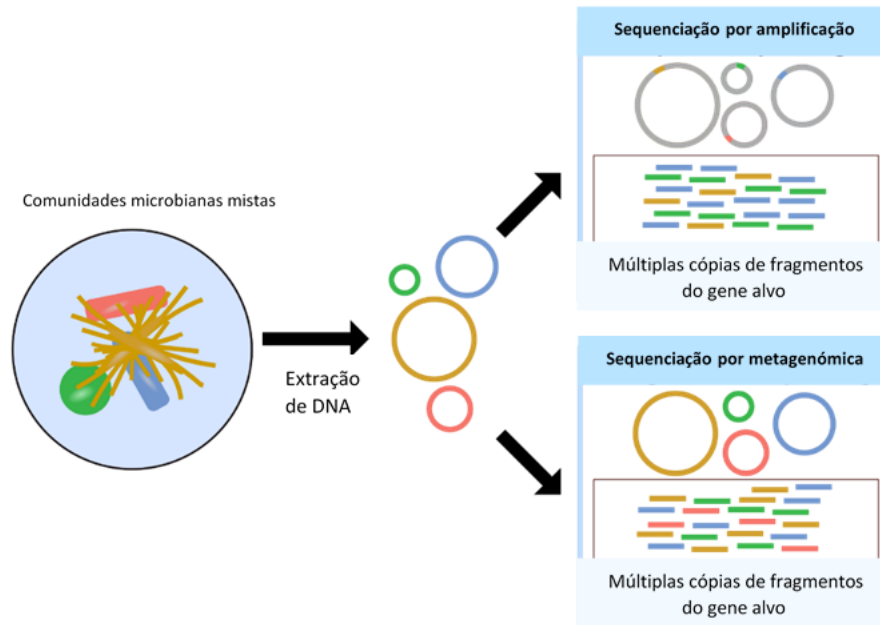 Sequenciação por amplificação
Comunidades microbianas mistas
Múltiplas cópias de fragmentos
do gene alvo
Extração
de DNA
Sequenciação por metagenómica
Múltiplas cópias de fragmentos
do gene alvo